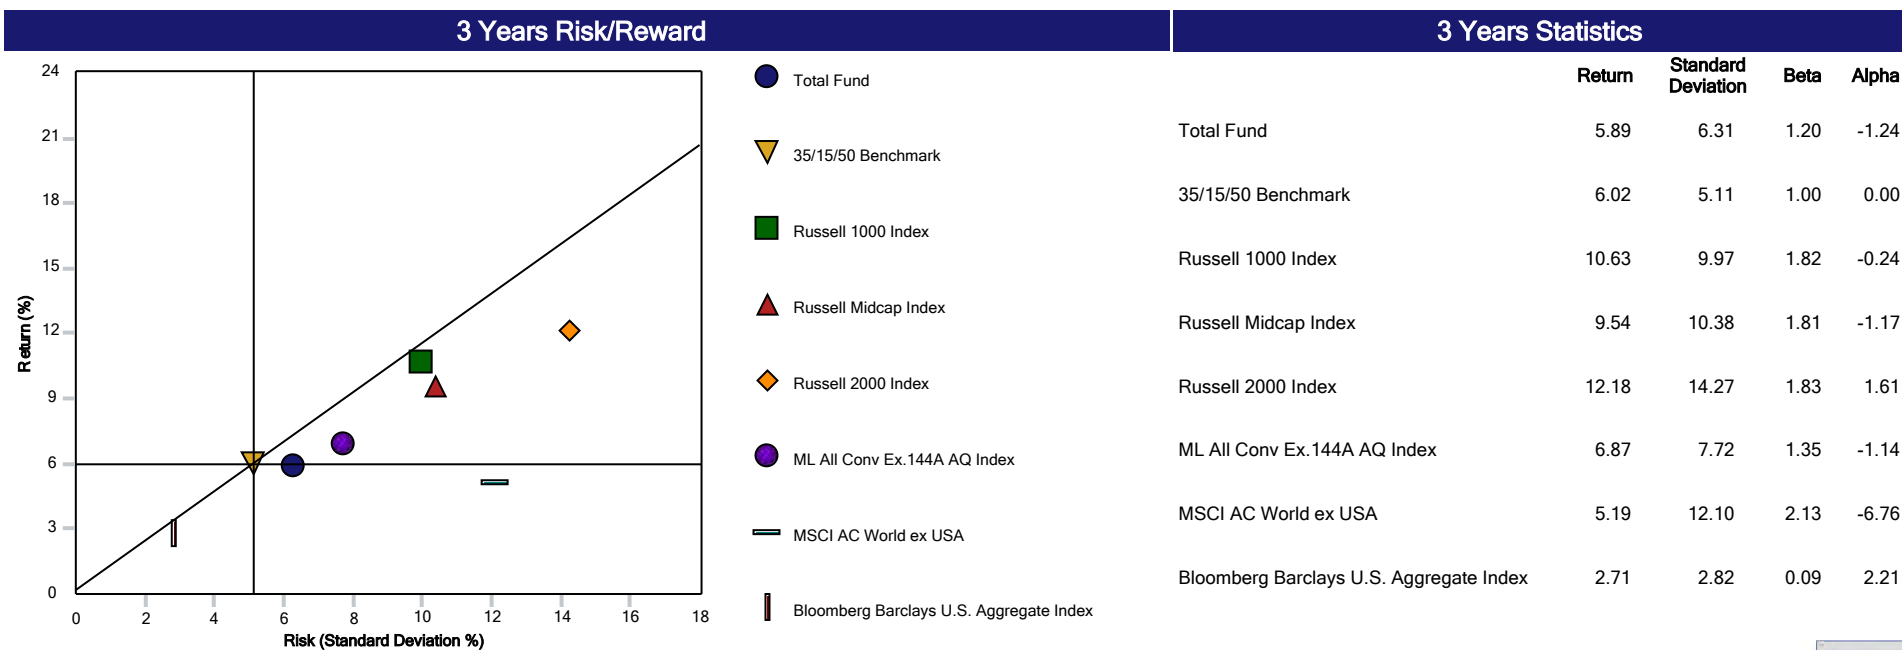 3 Years Risk/Reward
24
21
18
15
12
9
6
3
0
Return (%)
0 2 4 6 8 10 12 14 16 18
Risk (Standard Deviation %)
Total Fund
35/15/50 Benchmark
Russell 1000 Index
Russell Midcap Index
Russell 2000 Index
ML All Conv Ex.144A AQ Index
MSCI AC World ex USA
Bloomberg Barclays U.S. Aggregate Index
3 Years Statistics
Return Standard Deviation Beta Alpha
Total Fund 5.89 6.31 1.20 -1.24
35/15/50 Benchmark 6.02 5.11 1.00 0.00
Russell 1000 Index 10.63 9.97 1.82 -0.24
Russell Midcap Index 9.54 10.38 1.81 -1.17
Russell 2000 Index 12.18 14.27 1.83 1.61
ML All Conv Ex.144A AQ Index 6.87 7.72 1.35 -1.14
MSCI AC World ex USA 5.19 12.10 2.13 -6.76
Bloomberg Barclays U.S. Aggregate Index 2.71 2.82 0.09 2.21